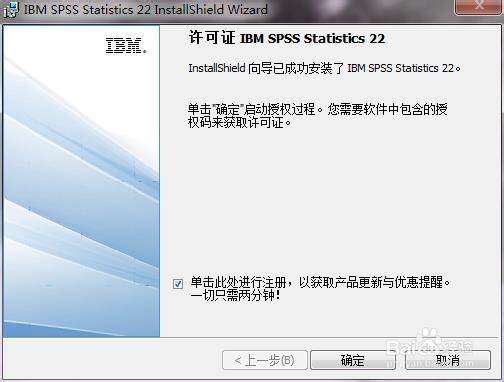 IBM SPSS Statistics 22 InstallShield Wizard
IBM.
许可证 IBM SPSS Statistics 22
InstallShield 向导已成功安装了 IBM SPSS Statistics 22。
单击"确定"启动授权过程。您需要软件中包含的授
权码来获取许可证。
单击此处进行注册，以获取产品更新与优惠提醒。
一切只需两分钟！
< 上一步(B)
确定
取消
Baidu 经验